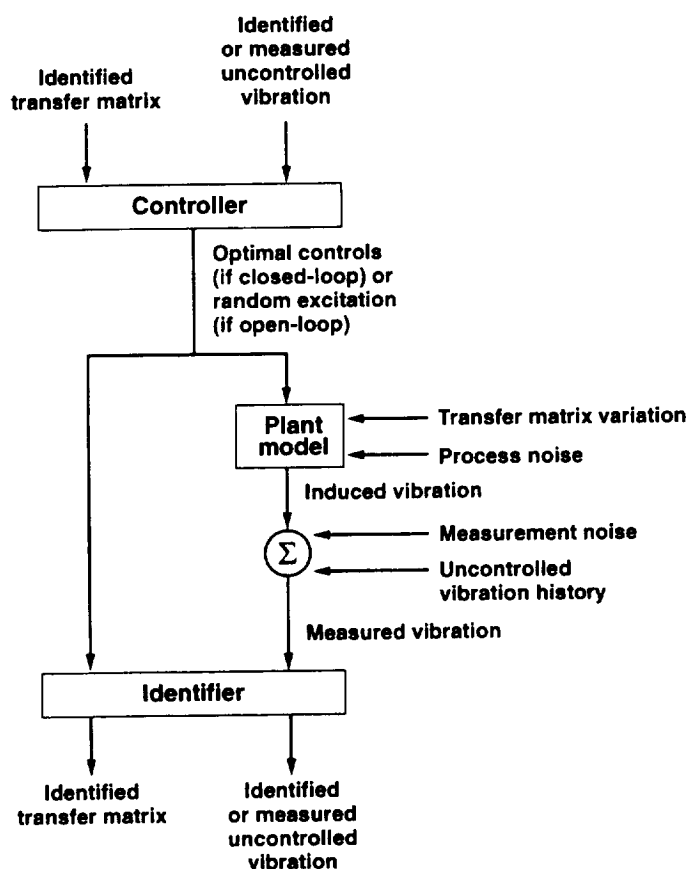 Identified
transfer matrix
Identified
or measured
uncontrolled
vibration
Controller
Optimal controls
(if closed-loop) or
random excitation
(if open-loop)
Plant
model
Transfer matrix variation
Process noise
Induced vibration
Σ
Measurement noise
Uncontrolled
vibration history
Measured vibration
Identifier
Identified
transfer matrix
Identified
or measured
uncontrolled
vibration